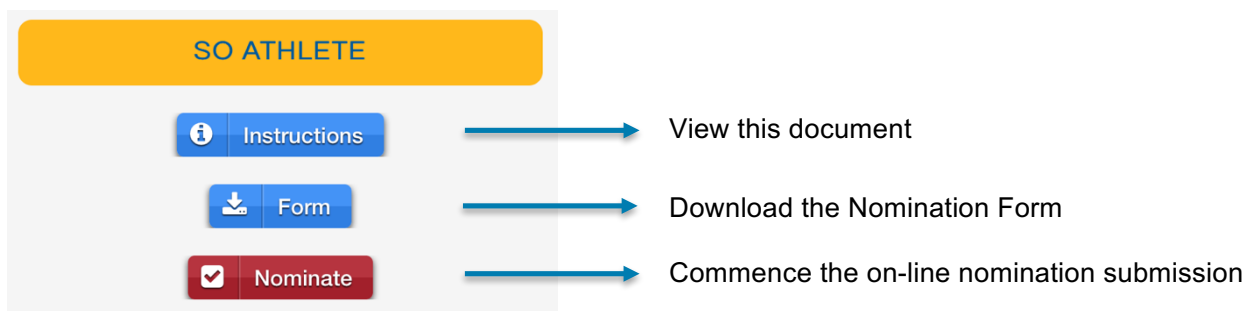 SO ATHLETE
Instructions
View this document
Form
Download the Nomination Form
Nominate
Commence the on-line nomination submission